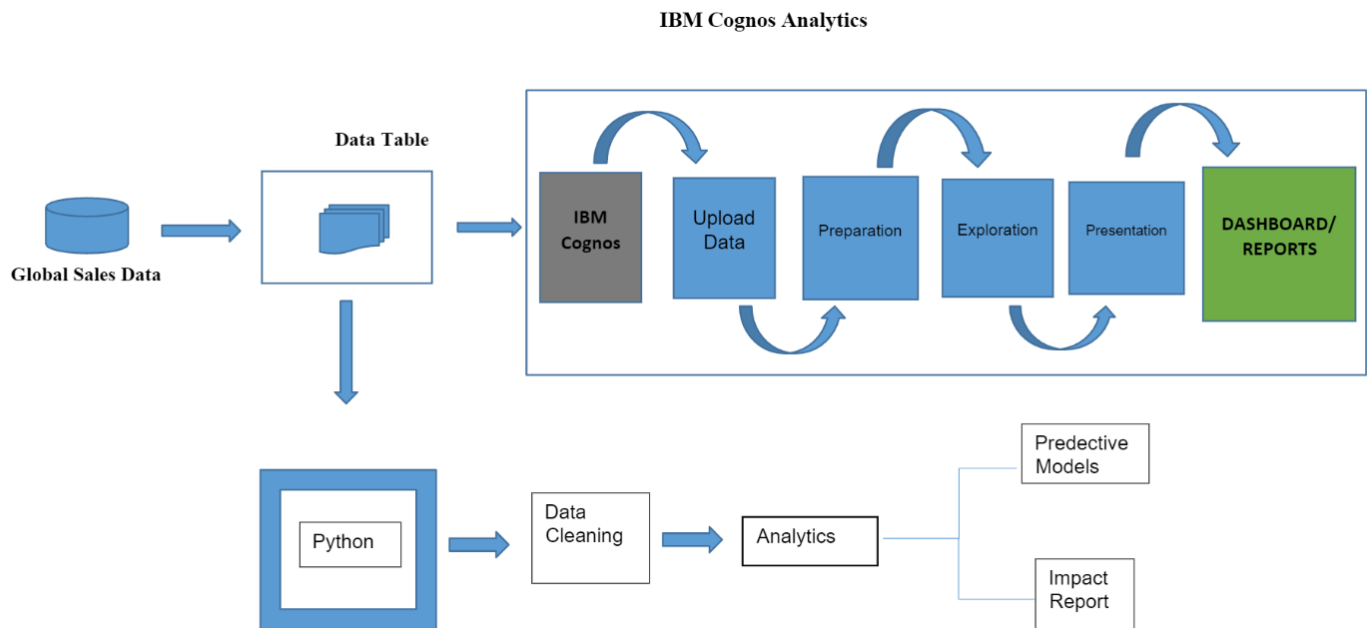 IBM Cognos Analytics
Data Table
Global Sales Data
IBM
Cognos
Upload
Data
Preparation
Exploration
Presentation
DASHBOARD/
REPORTS
Python
Data
Cleaning
Analytics
Predective
Models
Impact
Report